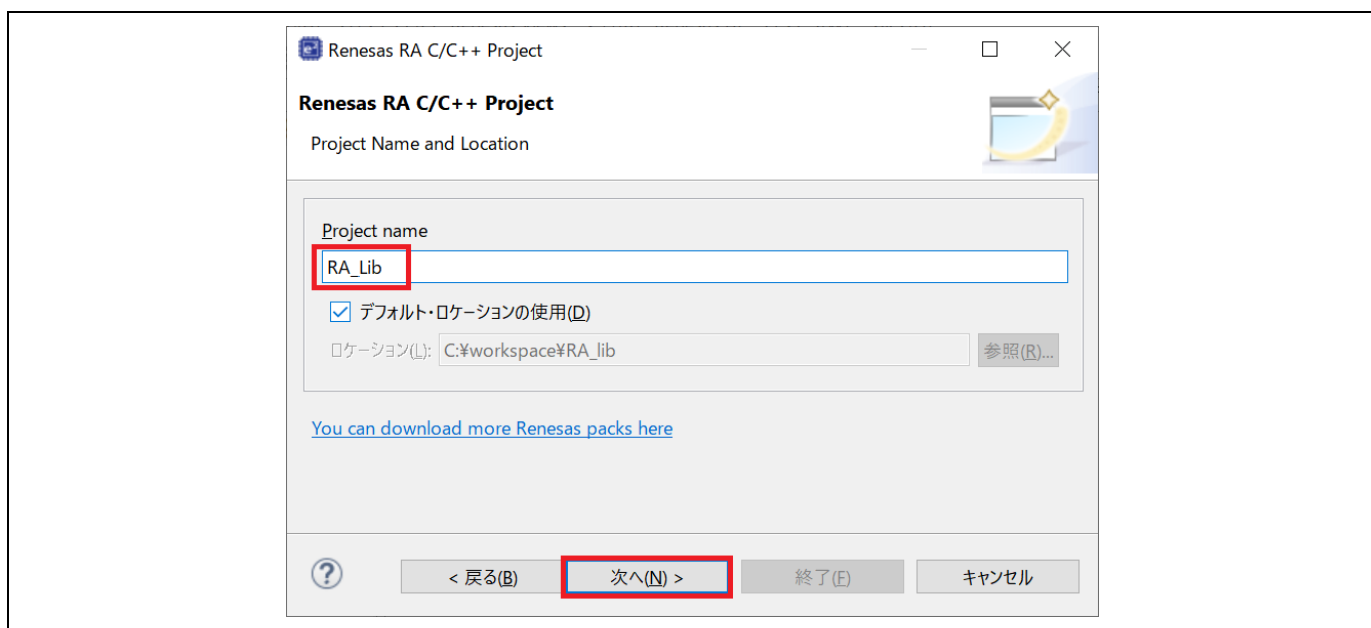 Renesas RA C/C++ Project
Renesas RA C/C++ Project
Project Name and Location
Project name
RA_Lib
デフォルト・ロケーションの使用(D)
ロケーション(L): C:¥workspace¥RA_lib 参照(R)...
You can download more Renesas packs here
? < 戻る(B) 次へ(N) > 終了(F) キャンセル